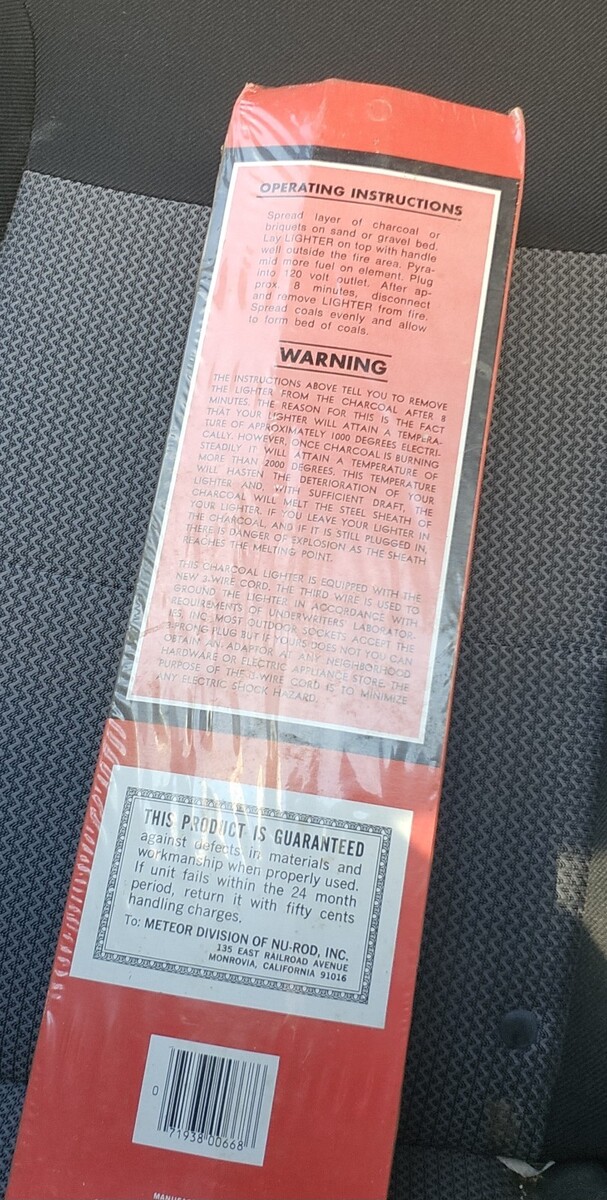 OPERATING INSTRUCTIONS
Spread layer of charcoal or
briquets on sand or gravel bed.
Lay LIGHTER on top with handle
well outside the fire area. Pyra-
mid more fuel on element. Plug
into 120 volt outlet. After ap-
prox. 8 minutes, disconnect
and remove LIGHTER from fire.
Spread coals evenly and allow
to form bed of coals.
WARNING
THE INSTRUCTIONS ABOVE TELL YOU TO REMOVE
THE LIGHTER FROM THE CHARCOAL AFTER 8
MINUTES. THE REASON FOR THIS IS THE FACT
THAT YOUR LIGHTER WILL ATTAIN A TEMPERA-
TURE OF APPROXIMATELY 1000 DEGREES ELECTRI-
CALLY. HOWEVER, ONCE CHARCOAL IS BURNING
STEADILY IT WILL ATTAIN A TEMPERATURE OF
MORE THAN 2000 DEGREES. THIS TEMPERATURE
WILL HASTEN THE DETERIORATION OF YOUR
LIGHTER AND, WITH SUFFICIENT DRAFT, THE
CHARCOAL WILL MELT THE STEEL SHEATH OF
YOUR LIGHTER. IF YOU LEAVE YOUR LIGHTER IN
THE CHARCOAL, AND IF IT IS STILL PLUGGED IN,
THERE IS DANGER OF EXPLOSION AS THE SHEATH
REACHES THE MELTING POINT.
THIS CHARCOAL LIGHTER IS EQUIPPED WITH THE
NEW 3-WIRE CORD. THE THIRD WIRE IS USED TO
GROUND THE LIGHTER IN ACCORDANCE WITH
REQUIREMENTS OF UNDERWRITERS' LABORATOR-
IES, INC. MOST OUTDOOR SOCKETS ACCEPT THE
3-PRONG PLUG BUT IF YOURS DOES NOT YOU CAN
OBTAIN AN ADAPTOR AT ANY NEIGHBORHOOD
HARDWARE OR ELECTRIC APPLIANCE STORE. THE
PURPOSE OF THE 3-WIRE CORD IS TO MINIMIZE
ANY ELECTRIC SHOCK HAZARD.
THIS PRODUCT IS GUARANTEED
against defects in materials and
workmanship when properly used.
If unit fails within the 24 month
period, return it with fifty cents
handling charges.
To: METEOR DIVISION OF NU-ROD, INC.
135 EAST RAILROAD AVENUE
MONROVIA, CALIFORNIA 91016
0 71938 00668